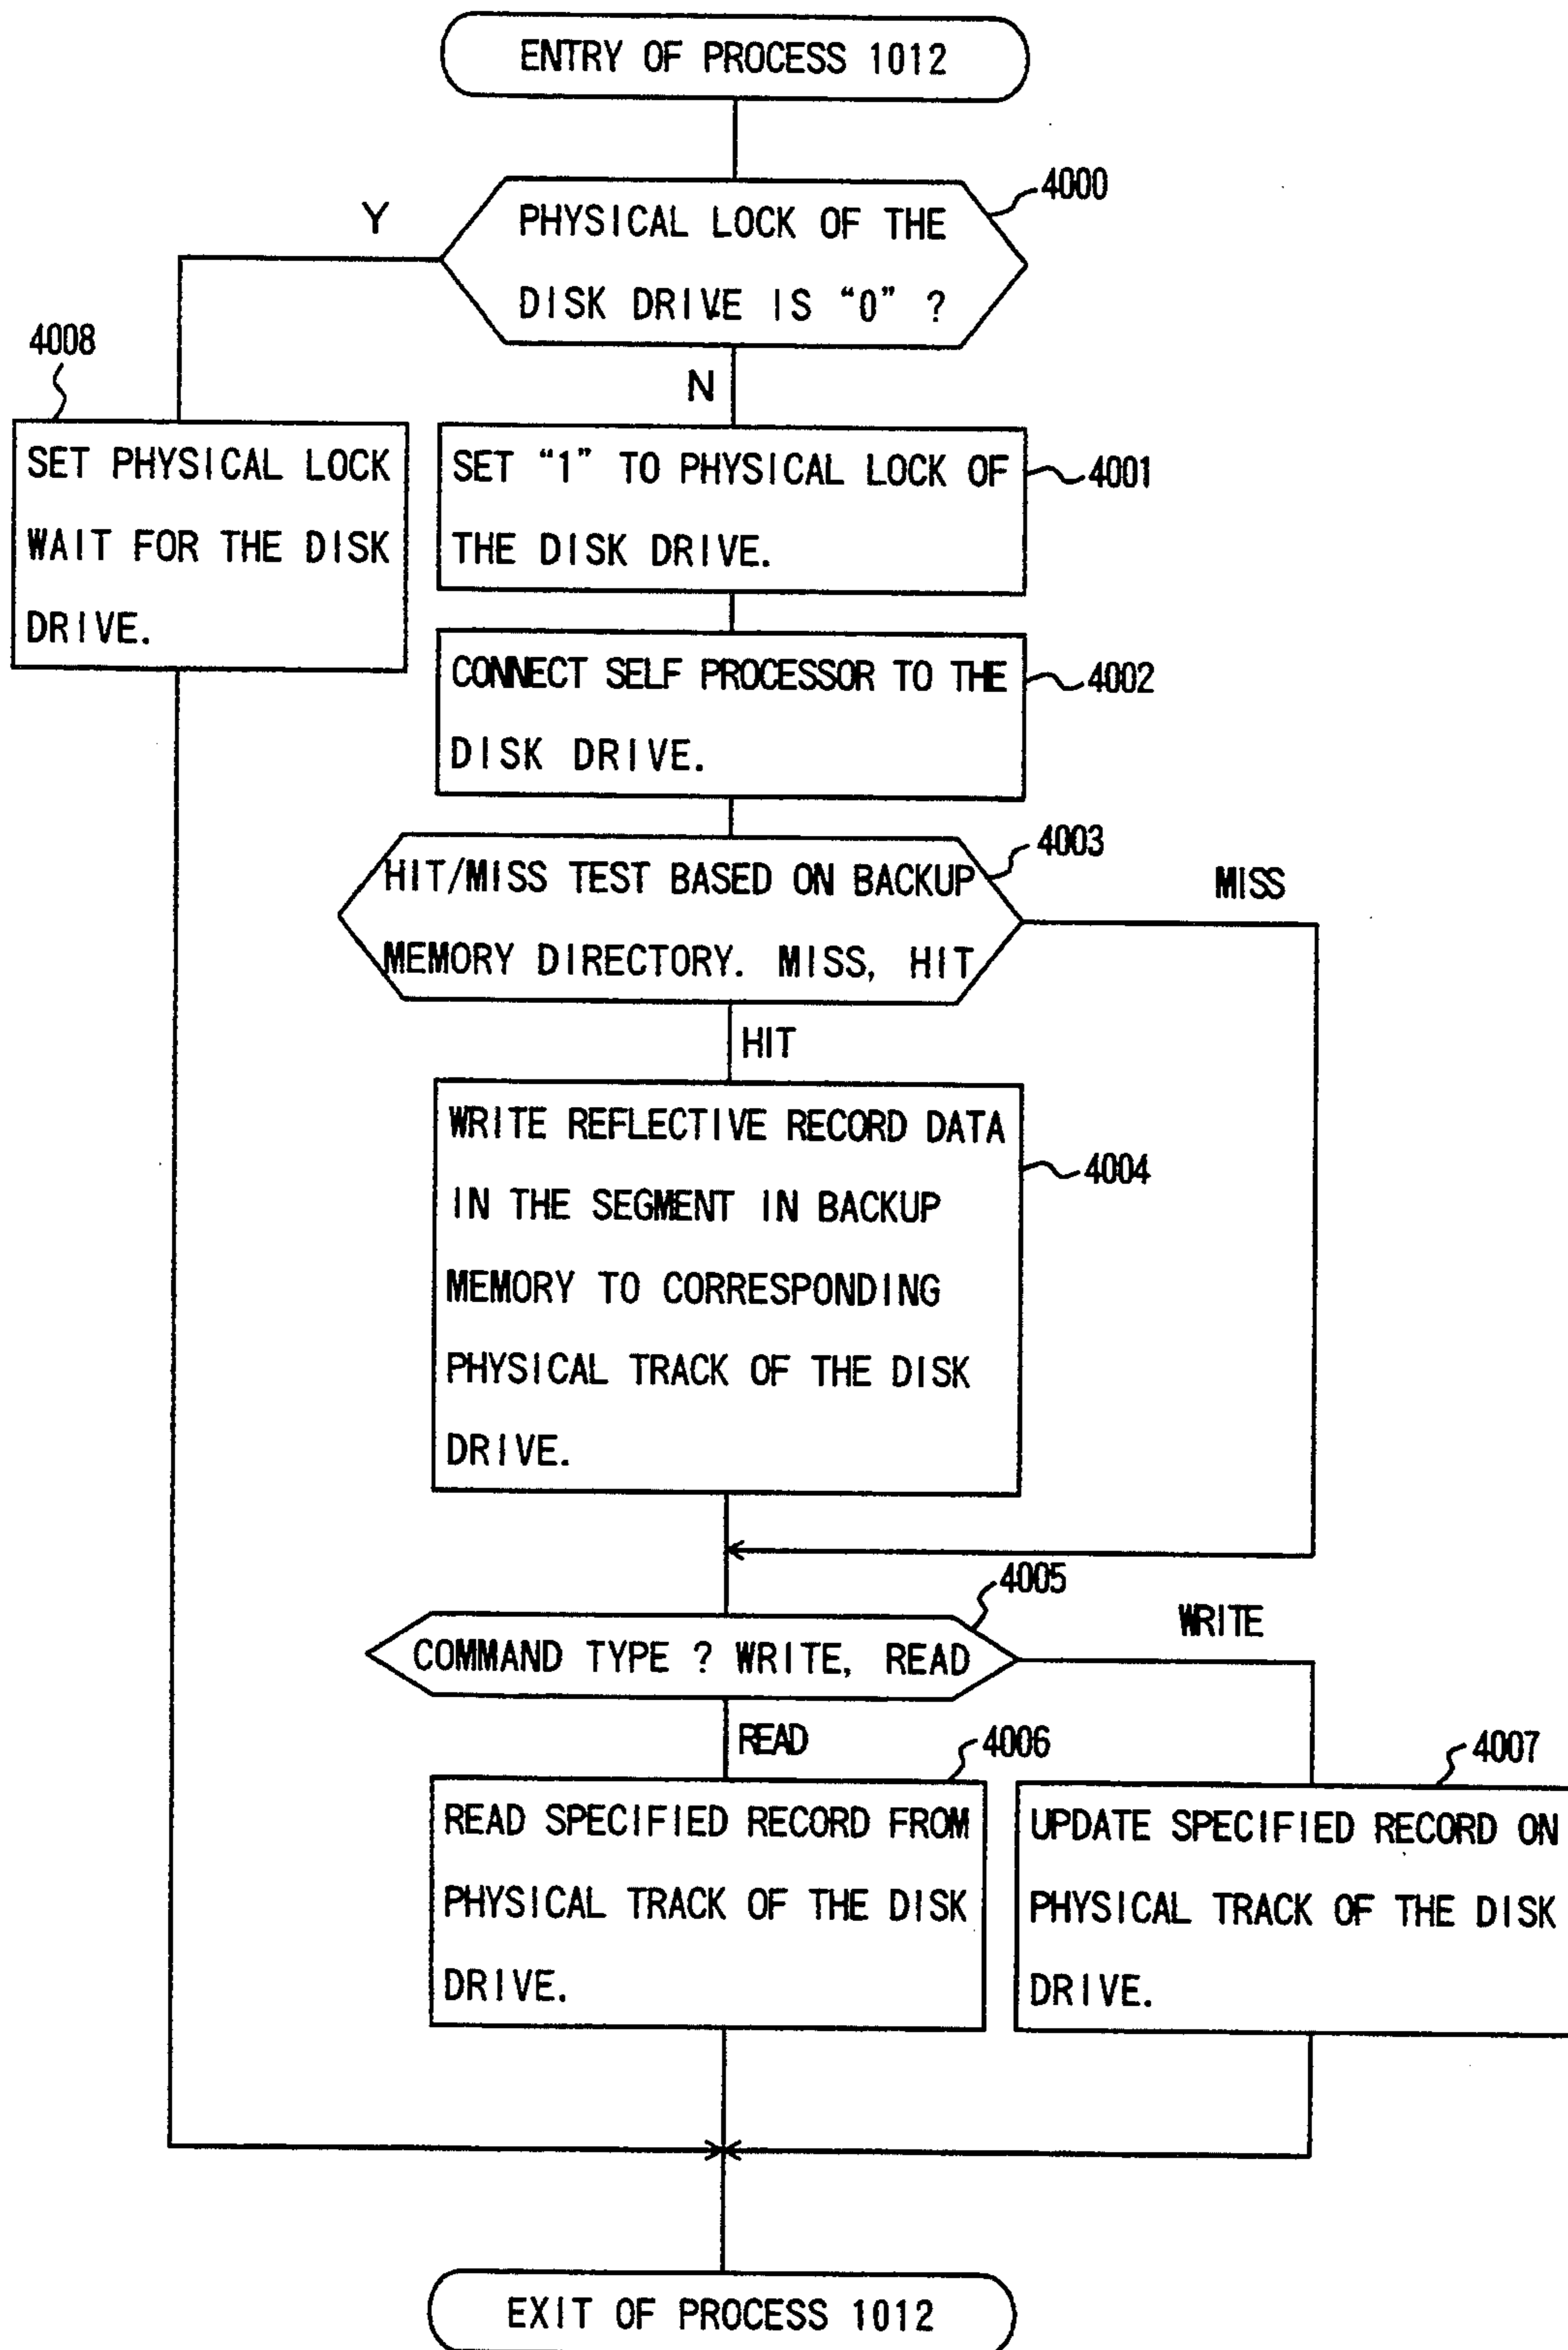 ENTRY OF PROCESS 1012
4000
PHYSICAL LOCK OF THE
DISK DRIVE IS “0” ?
Y
N
4008
SET PHYSICAL LOCK
WAIT FOR THE DISK
DRIVE.
SET “1” TO PHYSICAL LOCK OF
THE DISK DRIVE.
4001
CONNECT SELF PROCESSOR TO THE
DISK DRIVE.
4002
4003
HIT/MISS TEST BASED ON BACKUP
MEMORY DIRECTORY. MISS, HIT
MISS
HIT
WRITE REFLECTIVE RECORD DATA
IN THE SEGMENT IN BACKUP
MEMORY TO CORRESPONDING
PHYSICAL TRACK OF THE DISK
DRIVE.
4004
4005
COMMAND TYPE ? WRITE, READ
WRITE
READ
4006
READ SPECIFIED RECORD FROM
PHYSICAL TRACK OF THE DISK
DRIVE.
4007
UPDATE SPECIFIED RECORD ON
PHYSICAL TRACK OF THE DISK
DRIVE.
EXIT OF PROCESS 1012